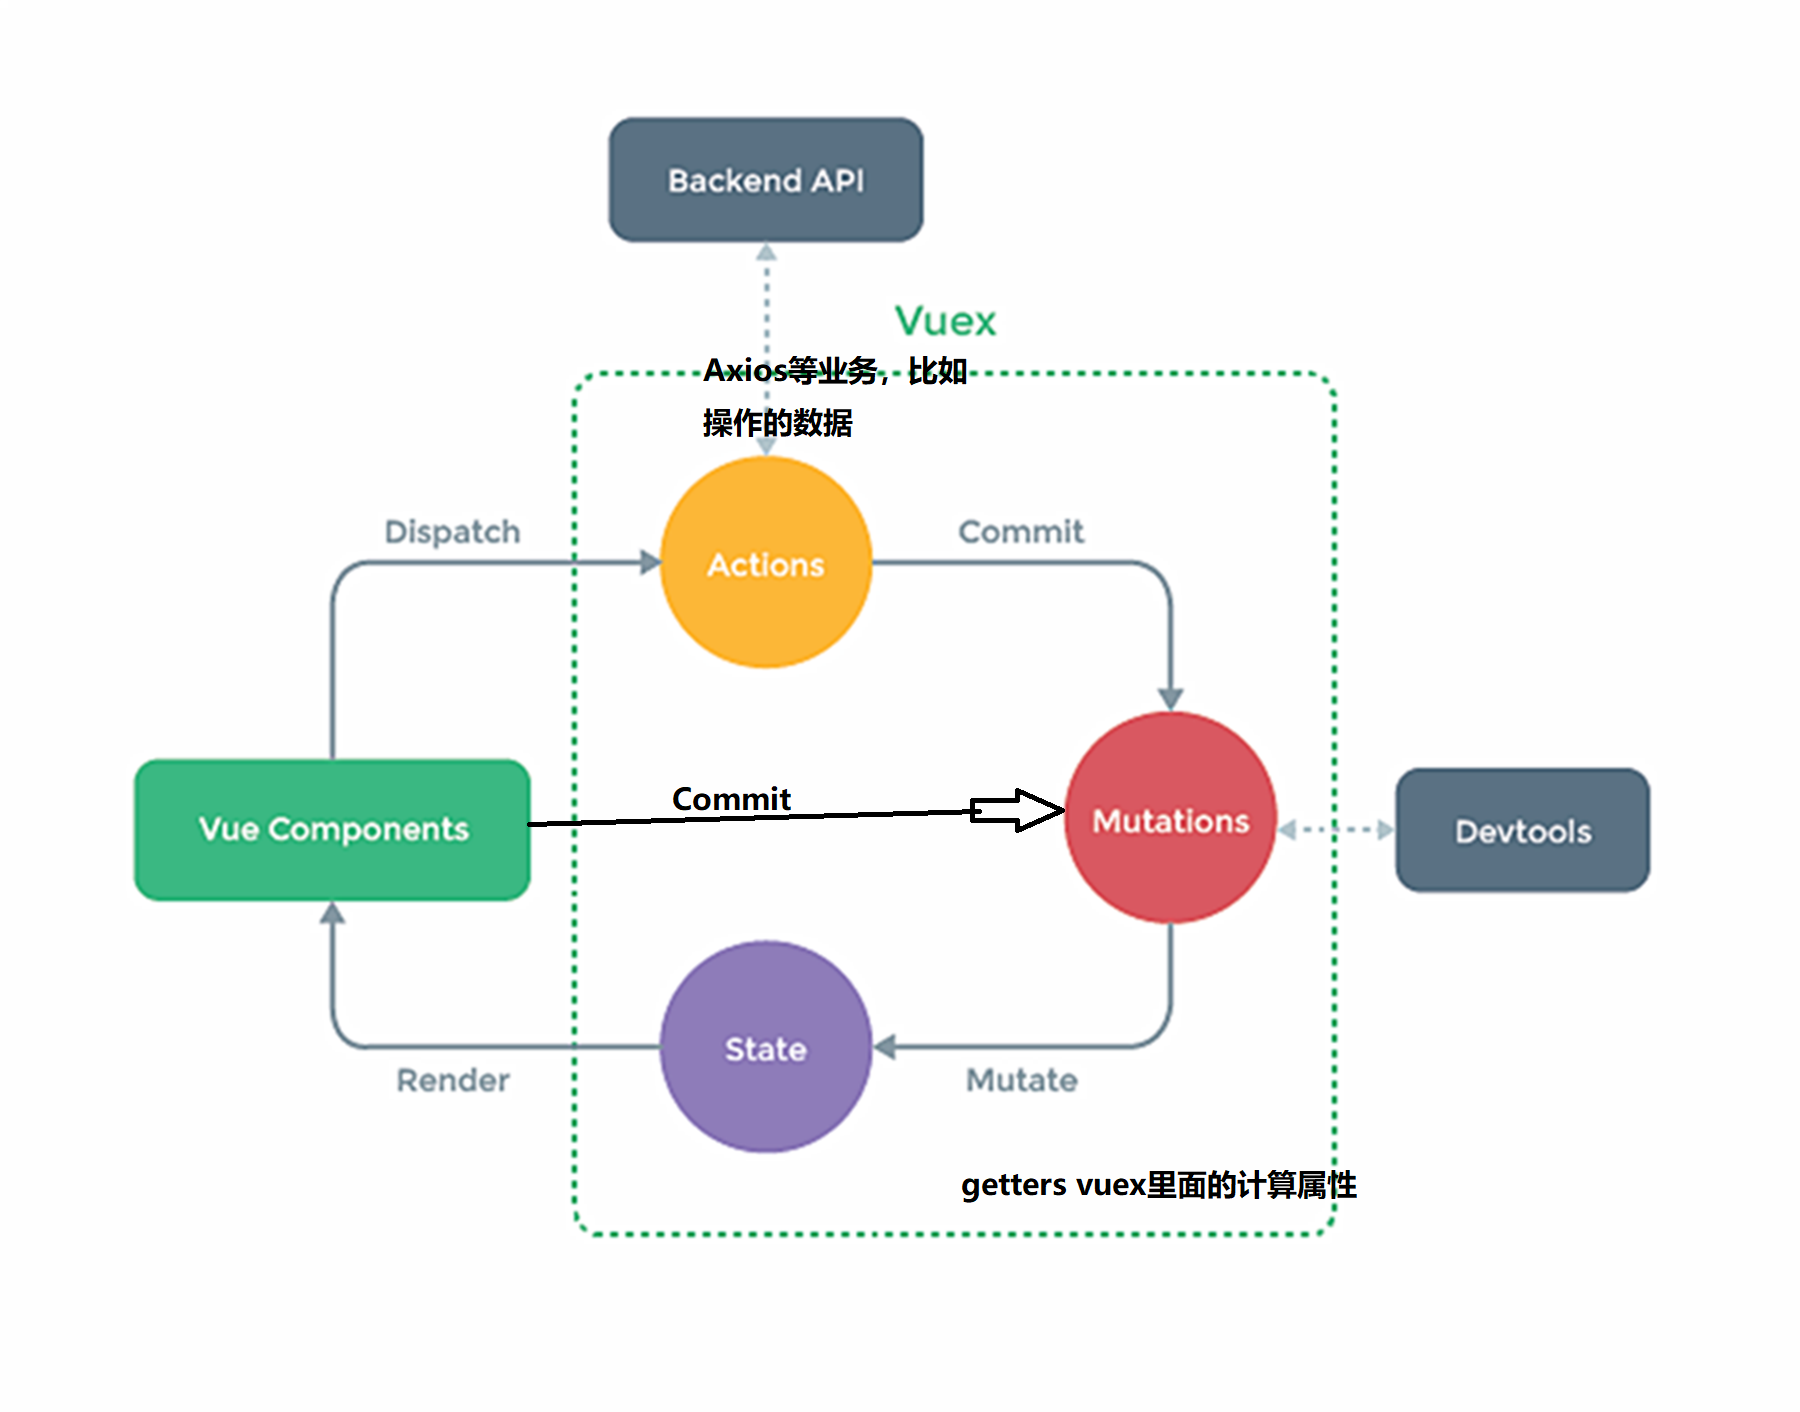 Backend API
Vuex
Axios等业务，比如
操作的数据
Dispatch
Actions
Commit
Commit
Vue Components
Mutations
Devtools
State
Render
Mutate
getters vuex里面的计算属性